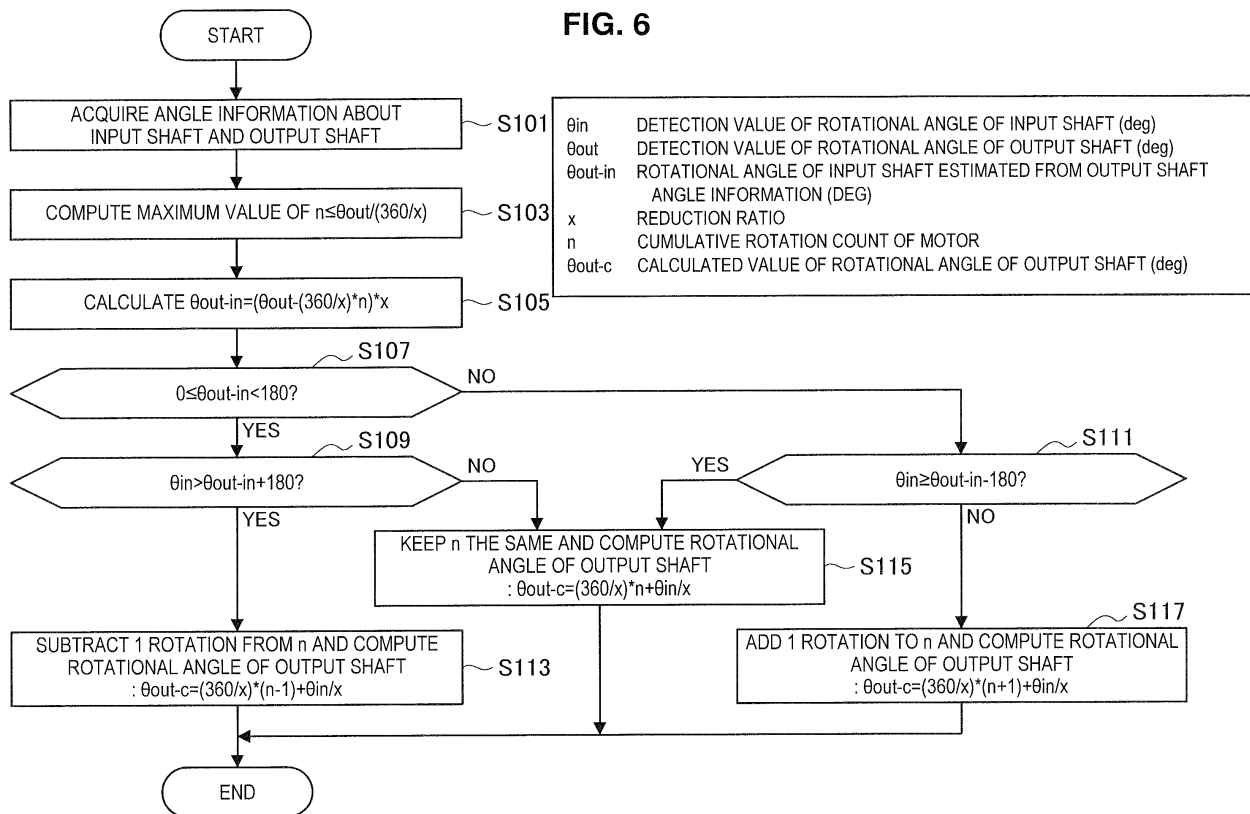 FIG. 6
START
ACQUIRE ANGLE INFORMATION ABOUT
INPUT SHAFT AND OUTPUT SHAFT
S101
θin DETECTION VALUE OF ROTATIONAL ANGLE OF INPUT SHAFT (deg)
θout DETECTION VALUE OF ROTATIONAL ANGLE OF OUTPUT SHAFT (deg)
θout-in ROTATIONAL ANGLE OF INPUT SHAFT ESTIMATED FROM OUTPUT SHAFT
ANGLE INFORMATION (DEG)
x REDUCTION RATIO
n CUMULATIVE ROTATION COUNT OF MOTOR
θout-c CALCULATED VALUE OF ROTATIONAL ANGLE OF OUTPUT SHAFT (deg)
COMPUTE MAXIMUM VALUE OF n≤θout/(360/x)
S103
CALCULATE θout-in=(θout-(360/x)*n)*x
S105
S107
0≤θout-in<180?
NO
YES
S109
θin>θout-in+180?
NO
YES
S111
θin≥θout-in-180?
YES
NO
KEEP n THE SAME AND COMPUTE ROTATIONAL
ANGLE OF OUTPUT SHAFT
: θout-c=(360/x)*n+θin/x
S115
SUBTRACT 1 ROTATION FROM n AND COMPUTE
ROTATIONAL ANGLE OF OUTPUT SHAFT
: θout-c=(360/x)*(n-1)+θin/x
S113
S117
ADD 1 ROTATION TO n AND COMPUTE ROTATIONAL
ANGLE OF OUTPUT SHAFT
: θout-c=(360/x)*(n+1)+θin/x
END